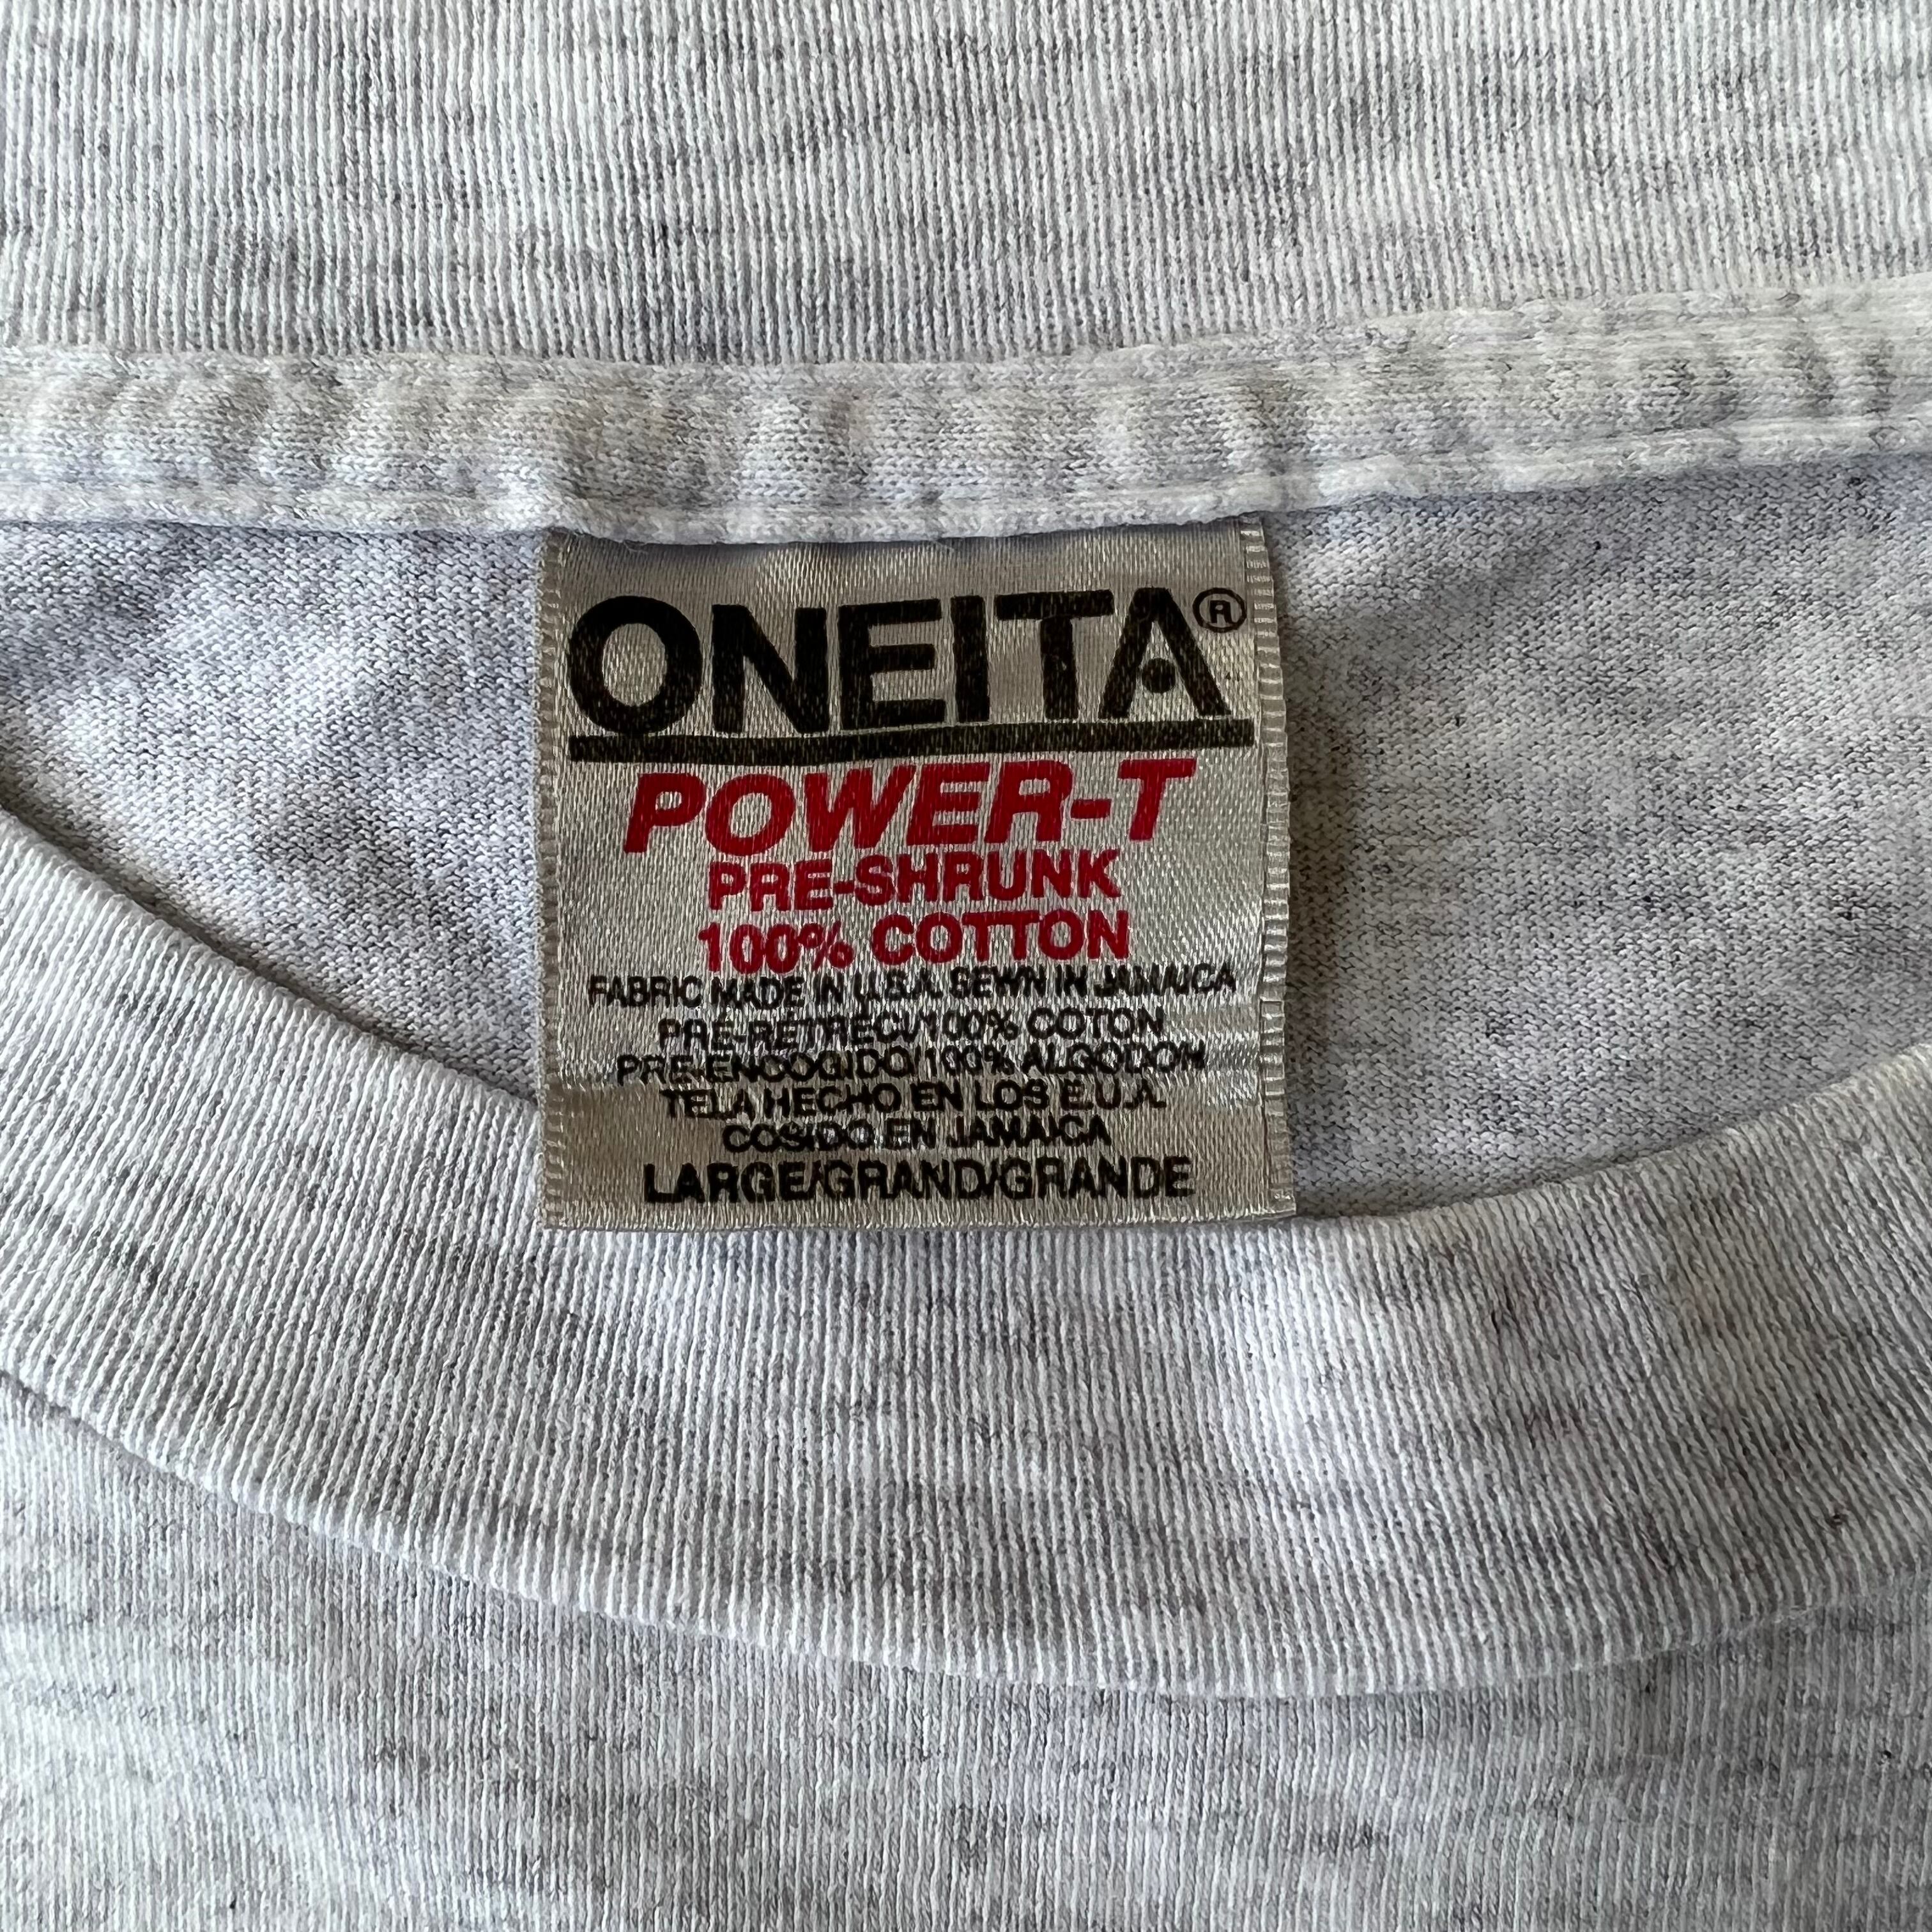 ONEITA®
POWER-T
PRE-SHRUNK
100% COTTON
FABRIC MADE IN U.S.A. SEWN IN JAMAICA
PRÉ-RÉTRÉCI/100% COTON
PRE-ENCOGIDO/100% ALGODON
TELA HECHO EN LOS E.U.A.
COSIDO EN JAMAICA
LARGE/GRAND/GRANDE